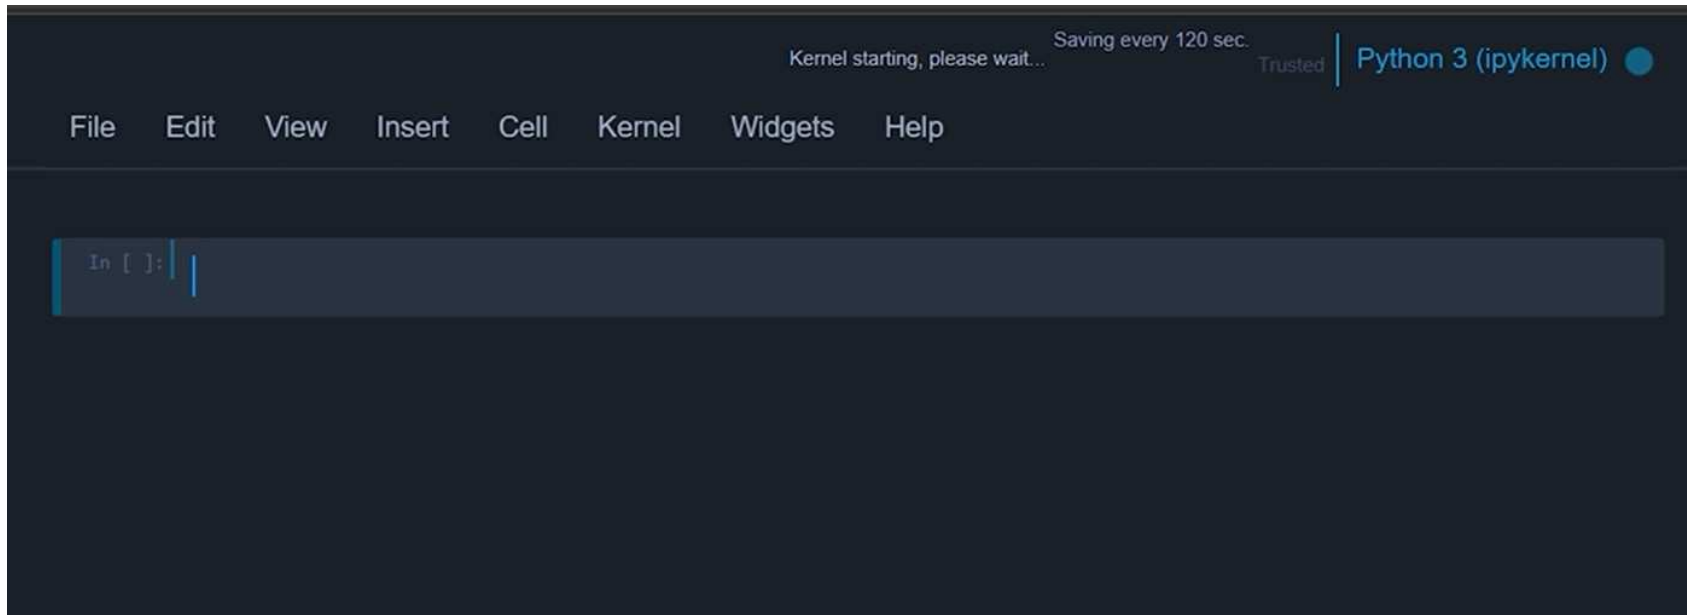 Kernel starting, please wait... Saving every 120 sec. Trusted Python 3 (ipykernel)
File Edit View Insert Cell Kernel Widgets Help
In [ ]: